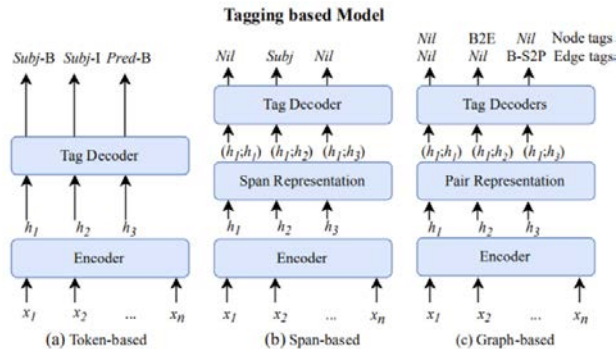 Tagging based Model
Subj-B Subj-I Pred-B
Tag Decoder
h1 h2 h3
Encoder
x1 x2 ... xn
(a) Token-based
Nil Subj Nil
Tag Decoder
(h1;h1) (h1;h2) (h1;h3)
Span Representation
h1 h2 h3
Encoder
x1 x2 ... xn
(b) Span-based
Nil B2E Nil Node tags
Nil Nil B-S2P Edge tags
Tag Decoders
(h1;h1) (h1;h2) (h1;h3)
Pair Representation
h1 h2 h3
Encoder
x1 x2 ... xn
(c) Graph-based